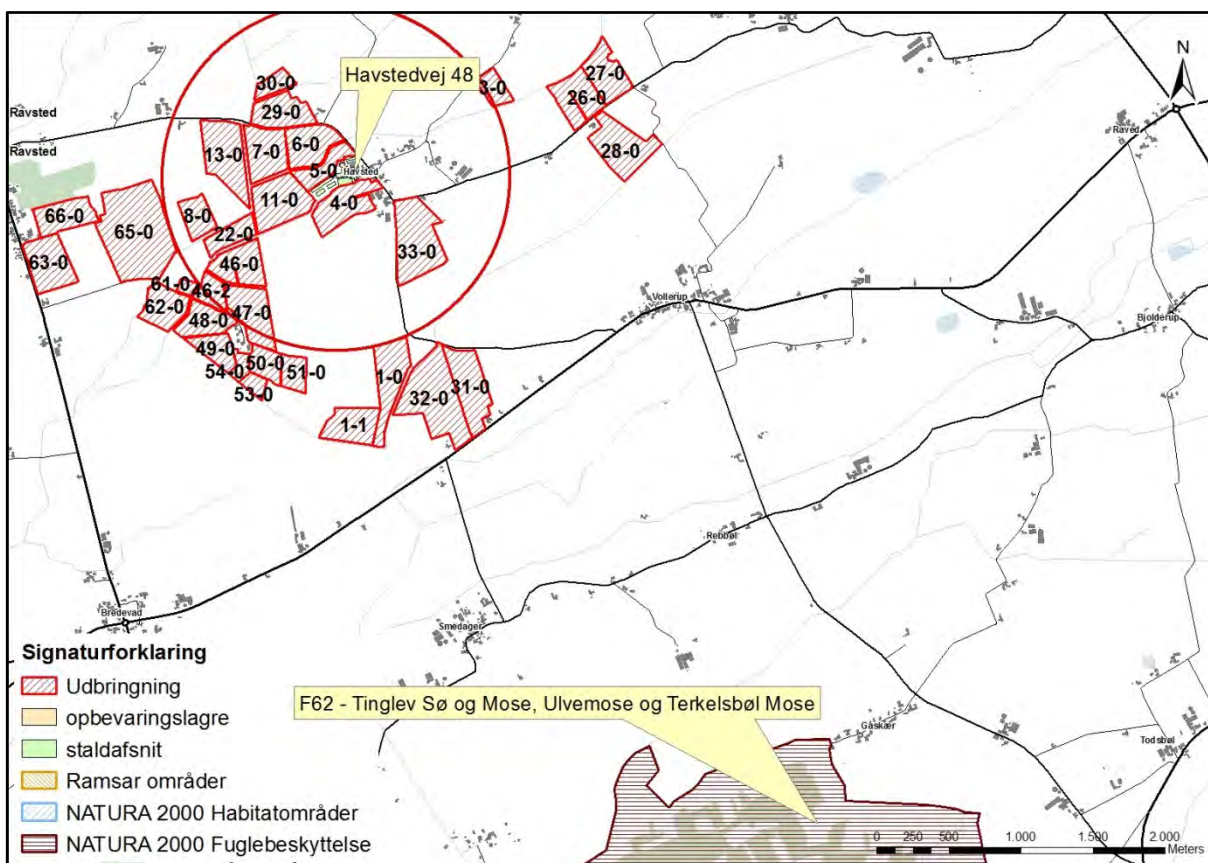 Havstedvej 48
N
30-0
3-0
27-0
26-0
29-0
Ravsted
Ravsted
13-0
7-0
6-0
28-0
Raved
5-0
Havsted
11-0
4-0
8-0
66-0
65-0
22-0
33-0
63-0
46-0
61-0
46-2
62-0
47-0
Vollerup
48-0
Bjolderup
49-0
54-0
50-0
51-0
53-0
1-0
32-0
31-0
1-1
Rebbøl
Bredevad
Smedager
Signaturforklaring
Udbringning
opbevaringslagre
staldafsnit
Ramsar områder
NATURA 2000 Habitatområder
NATURA 2000 Fuglebeskyttelse
F62 - Tinglev Sø og Mose, Ulvemose og Terkelsbøl Mose
Gåskær
Todsbøl
0 250 500 1.000 1.500 2.000
Meters